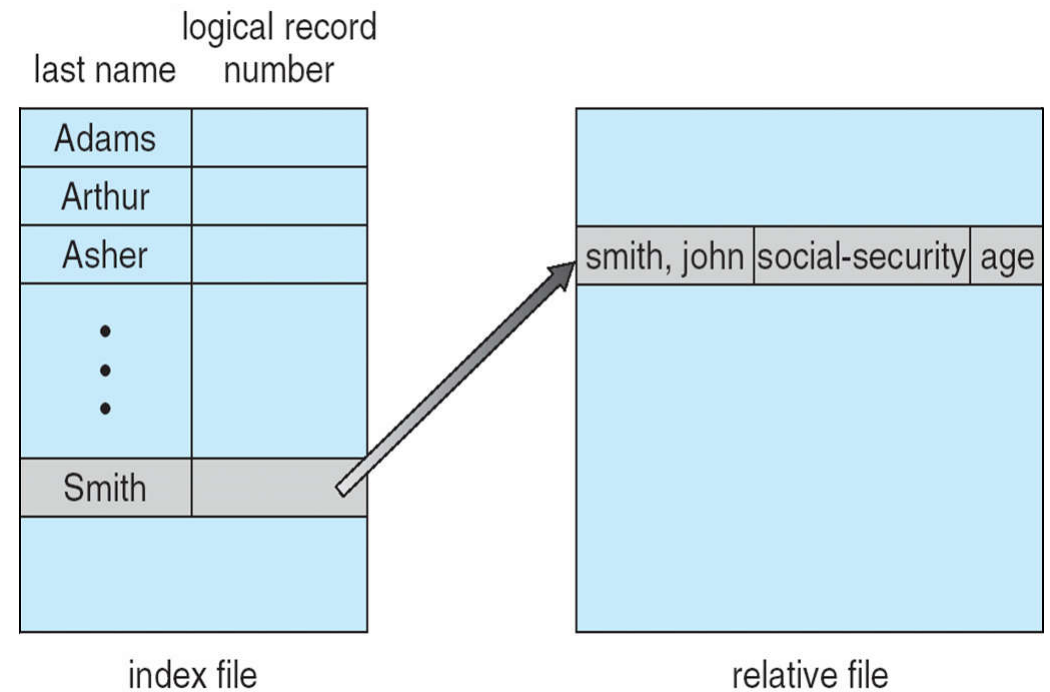 logical record
last name number
Adams
Arthur
Asher
Smith
smith, john social-security age
index file
relative file